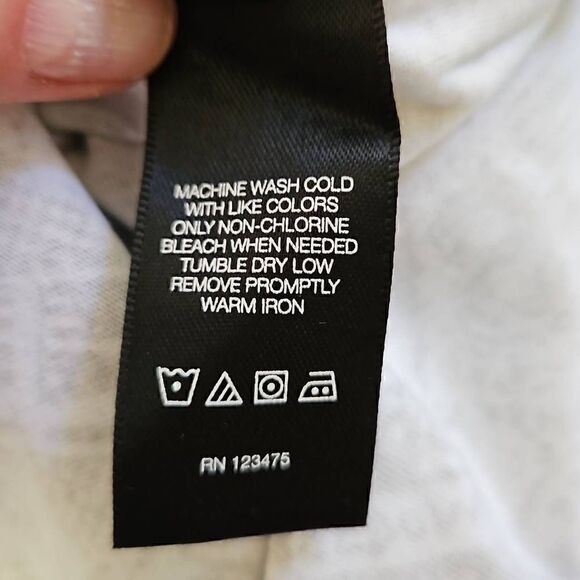 MACHINE WASH COLD
WITH LIKE COLORS
ONLY NON-CHLORINE
BLEACH WHEN NEEDED
TUMBLE DRY LOW
REMOVE PROMPTLY
WARM IRON
RN 123475